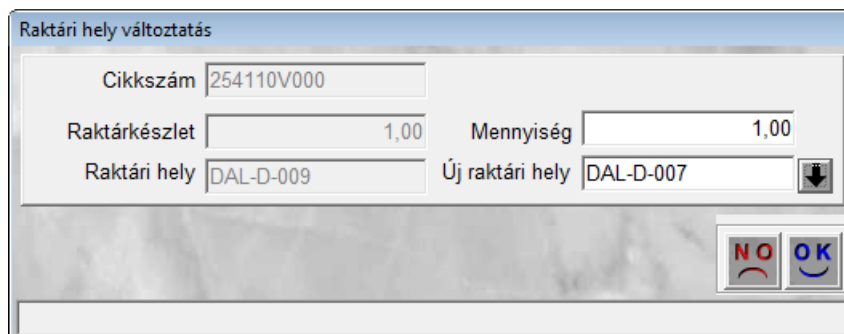 Raktári hely változtatás
Cikkszám 254110V000
Raktárkészlet 1,00 Mennyiség 1,00
Raktári hely DAL-D-009 Új raktári hely DAL-D-007
NO OK